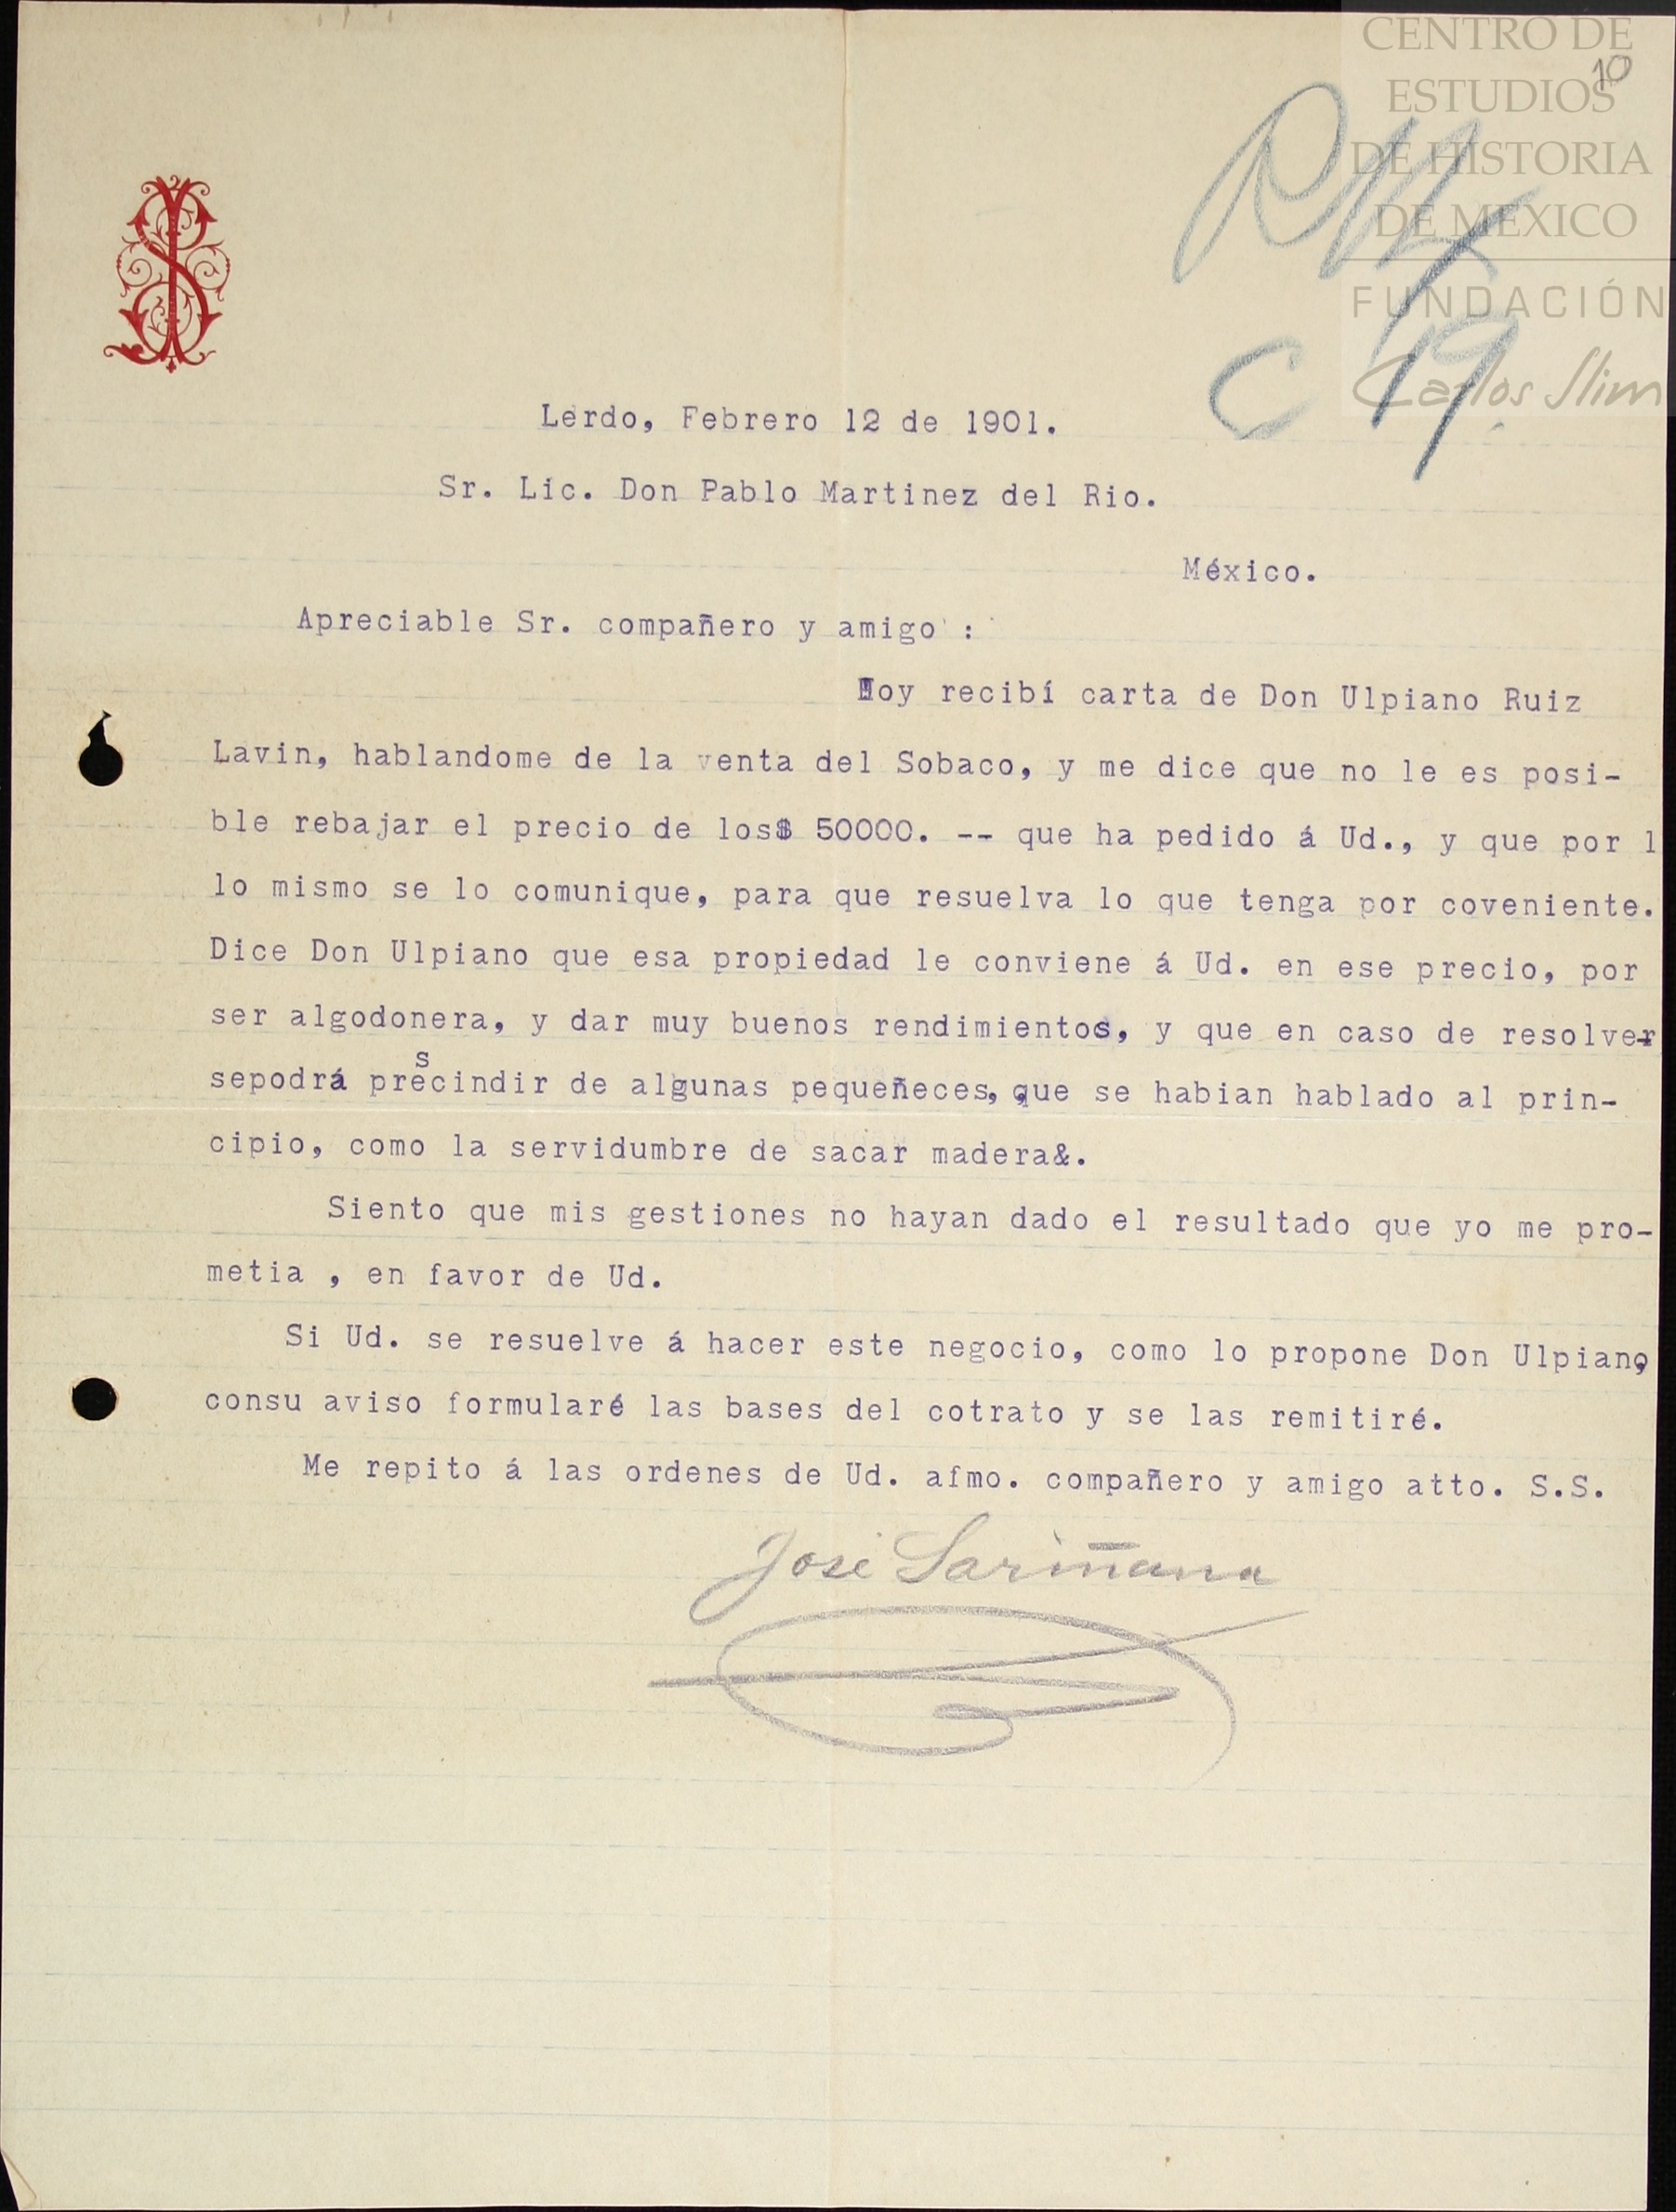 CENTRO DE
ESTUDIOS
DE HISTORIA
DE MEXICO
FUNDACIÓN
Carlos Slim
10
C 19.
Lerdo, Febrero 12 de 1901.
Sr. Lic. Don Pablo Martinez del Rio.
México.
Apreciable Sr. compañero y amigo :
Hoy recibí carta de Don Ulpiano Ruiz
Lavin, hablandome de la venta del Sobaco, y me dice que no le es posi-
ble rebajar el precio de los$ 50000. -- que ha pedido á Ud., y que por l
lo mismo se lo comunique, para que resuelva lo que tenga por coveniente.
Dice Don Ulpiano que esa propiedad le conviene á Ud. en ese precio, por
ser algodonera, y dar muy buenos rendimientos, y que en caso de resolver
sepodrá prescindir de algunas pequeñeces, que se habian hablado al prin-
cipio, como la servidumbre de sacar madera&.
Siento que mis gestiones no hayan dado el resultado que yo me pro-
metia , en favor de Ud.
Si Ud. se resuelve á hacer este negocio, como lo propone Don Ulpiano,
consu aviso formularé las bases del cotrato y se las remitiré.
Me repito á las ordenes de Ud. afmo. compañero y amigo atto. S.S.
José Sariñana